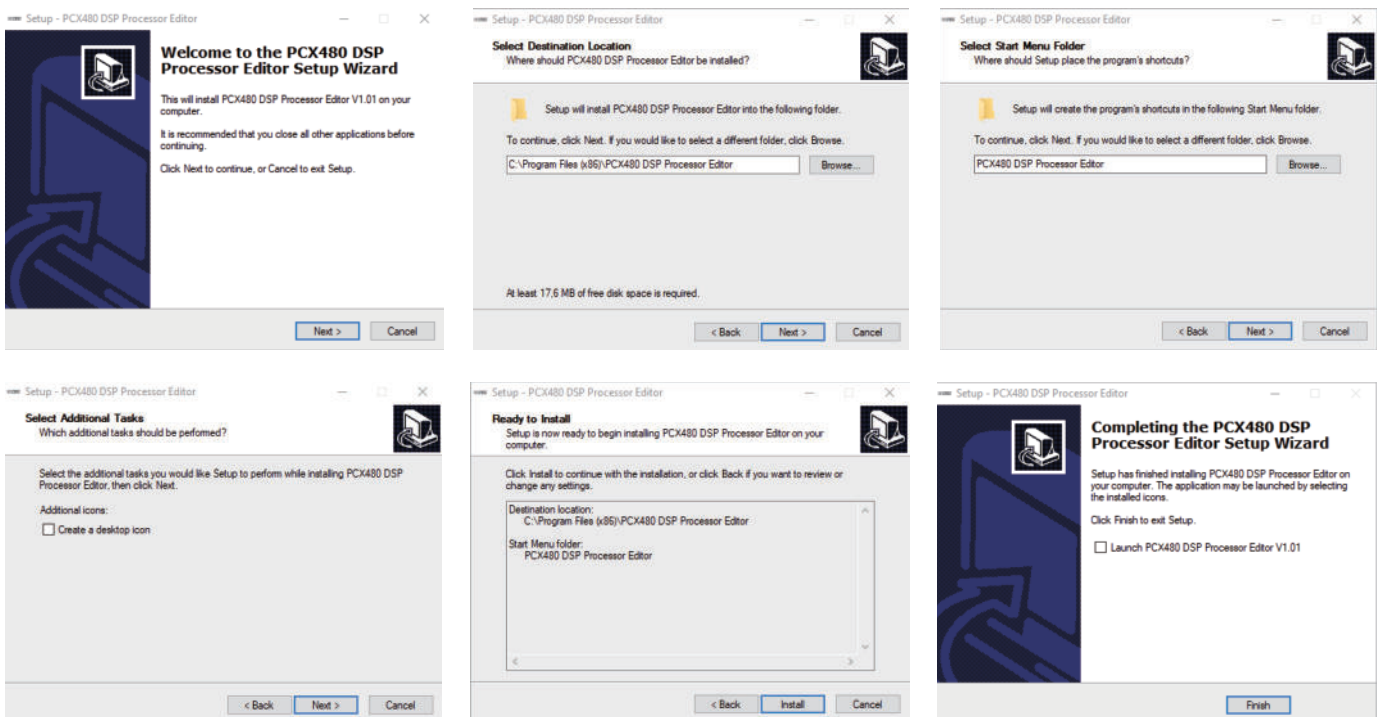 Setup - PCX480 DSP Processor Editor
Welcome to the PCX480 DSP
Processor Editor Setup Wizard
This will install PCX480 DSP Processor Editor V1.01 on your
computer.
It is recommended that you close all other applications before
continuing.
Click Next to continue, or Cancel to exit Setup.
Next >
Cancel
Setup - PCX480 DSP Processor Editor
Select Destination Location
Where should PCX480 DSP Processor Editor be installed?
Setup will install PCX480 DSP Processor Editor into the following folder.
To continue, click Next. If you would like to select a different folder, click Browse.
C:\Program Files (x86)\PCX480 DSP Processor Editor
Browse...
At least 17,6 MB of free disk space is required.
< Back
Next >
Cancel
Setup - PCX480 DSP Processor Editor
Select Start Menu Folder
Where should Setup place the program's shortcuts?
Setup will create the program's shortcuts in the following Start Menu folder.
To continue, click Next. If you would like to select a different folder, click Browse.
PCX480 DSP Processor Editor
Browse...
< Back
Next >
Cancel
Setup - PCX480 DSP Processor Editor
Select Additional Tasks
Which additional tasks should be performed?
Select the additional tasks you would like Setup to perform while installing PCX480 DSP
Processor Editor, then click Next.
Additional icons:
Create a desktop icon
< Back
Next >
Cancel
Setup - PCX480 DSP Processor Editor
Ready to Install
Setup is now ready to begin installing PCX480 DSP Processor Editor on your
computer.
Click Install to continue with the installation, or click Back if you want to review or
change any settings.
Destination location:
C:\Program Files (x86)\PCX480 DSP Processor Editor
Start Menu folder:
PCX480 DSP Processor Editor
< Back
Install
Cancel
Setup - PCX480 DSP Processor Editor
Completing the PCX480 DSP
Processor Editor Setup Wizard
Setup has finished installing PCX480 DSP Processor Editor on
your computer. The application may be launched by selecting
the installed icons.
Click Finish to exit Setup.
Launch PCX480 DSP Processor Editor V1.01
Finish